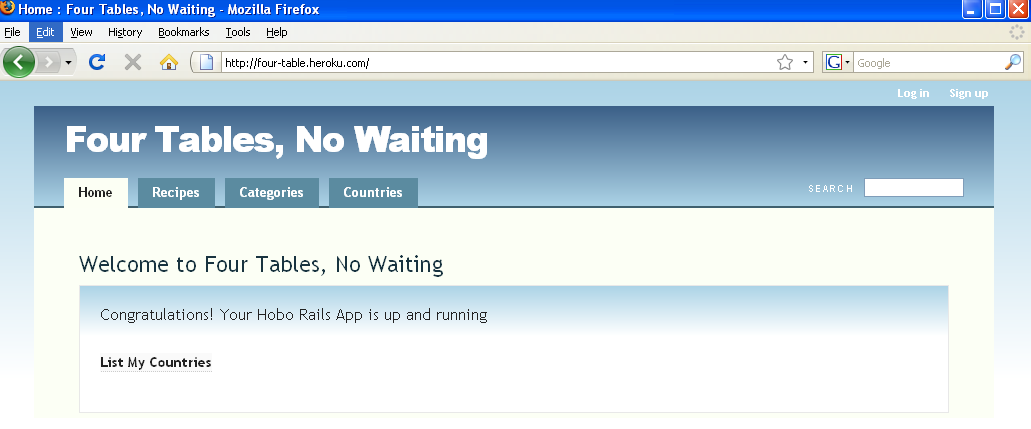 Home : Four Tables, No Waiting - Mozilla Firefox
File Edit View History Bookmarks Tools Help
http://four-table.heroku.com/ G Google
Log in Sign up
Four Tables, No Waiting
Home Recipes Categories Countries SEARCH
Welcome to Four Tables, No Waiting
Congratulations! Your Hobo Rails App is up and running
List My Countries